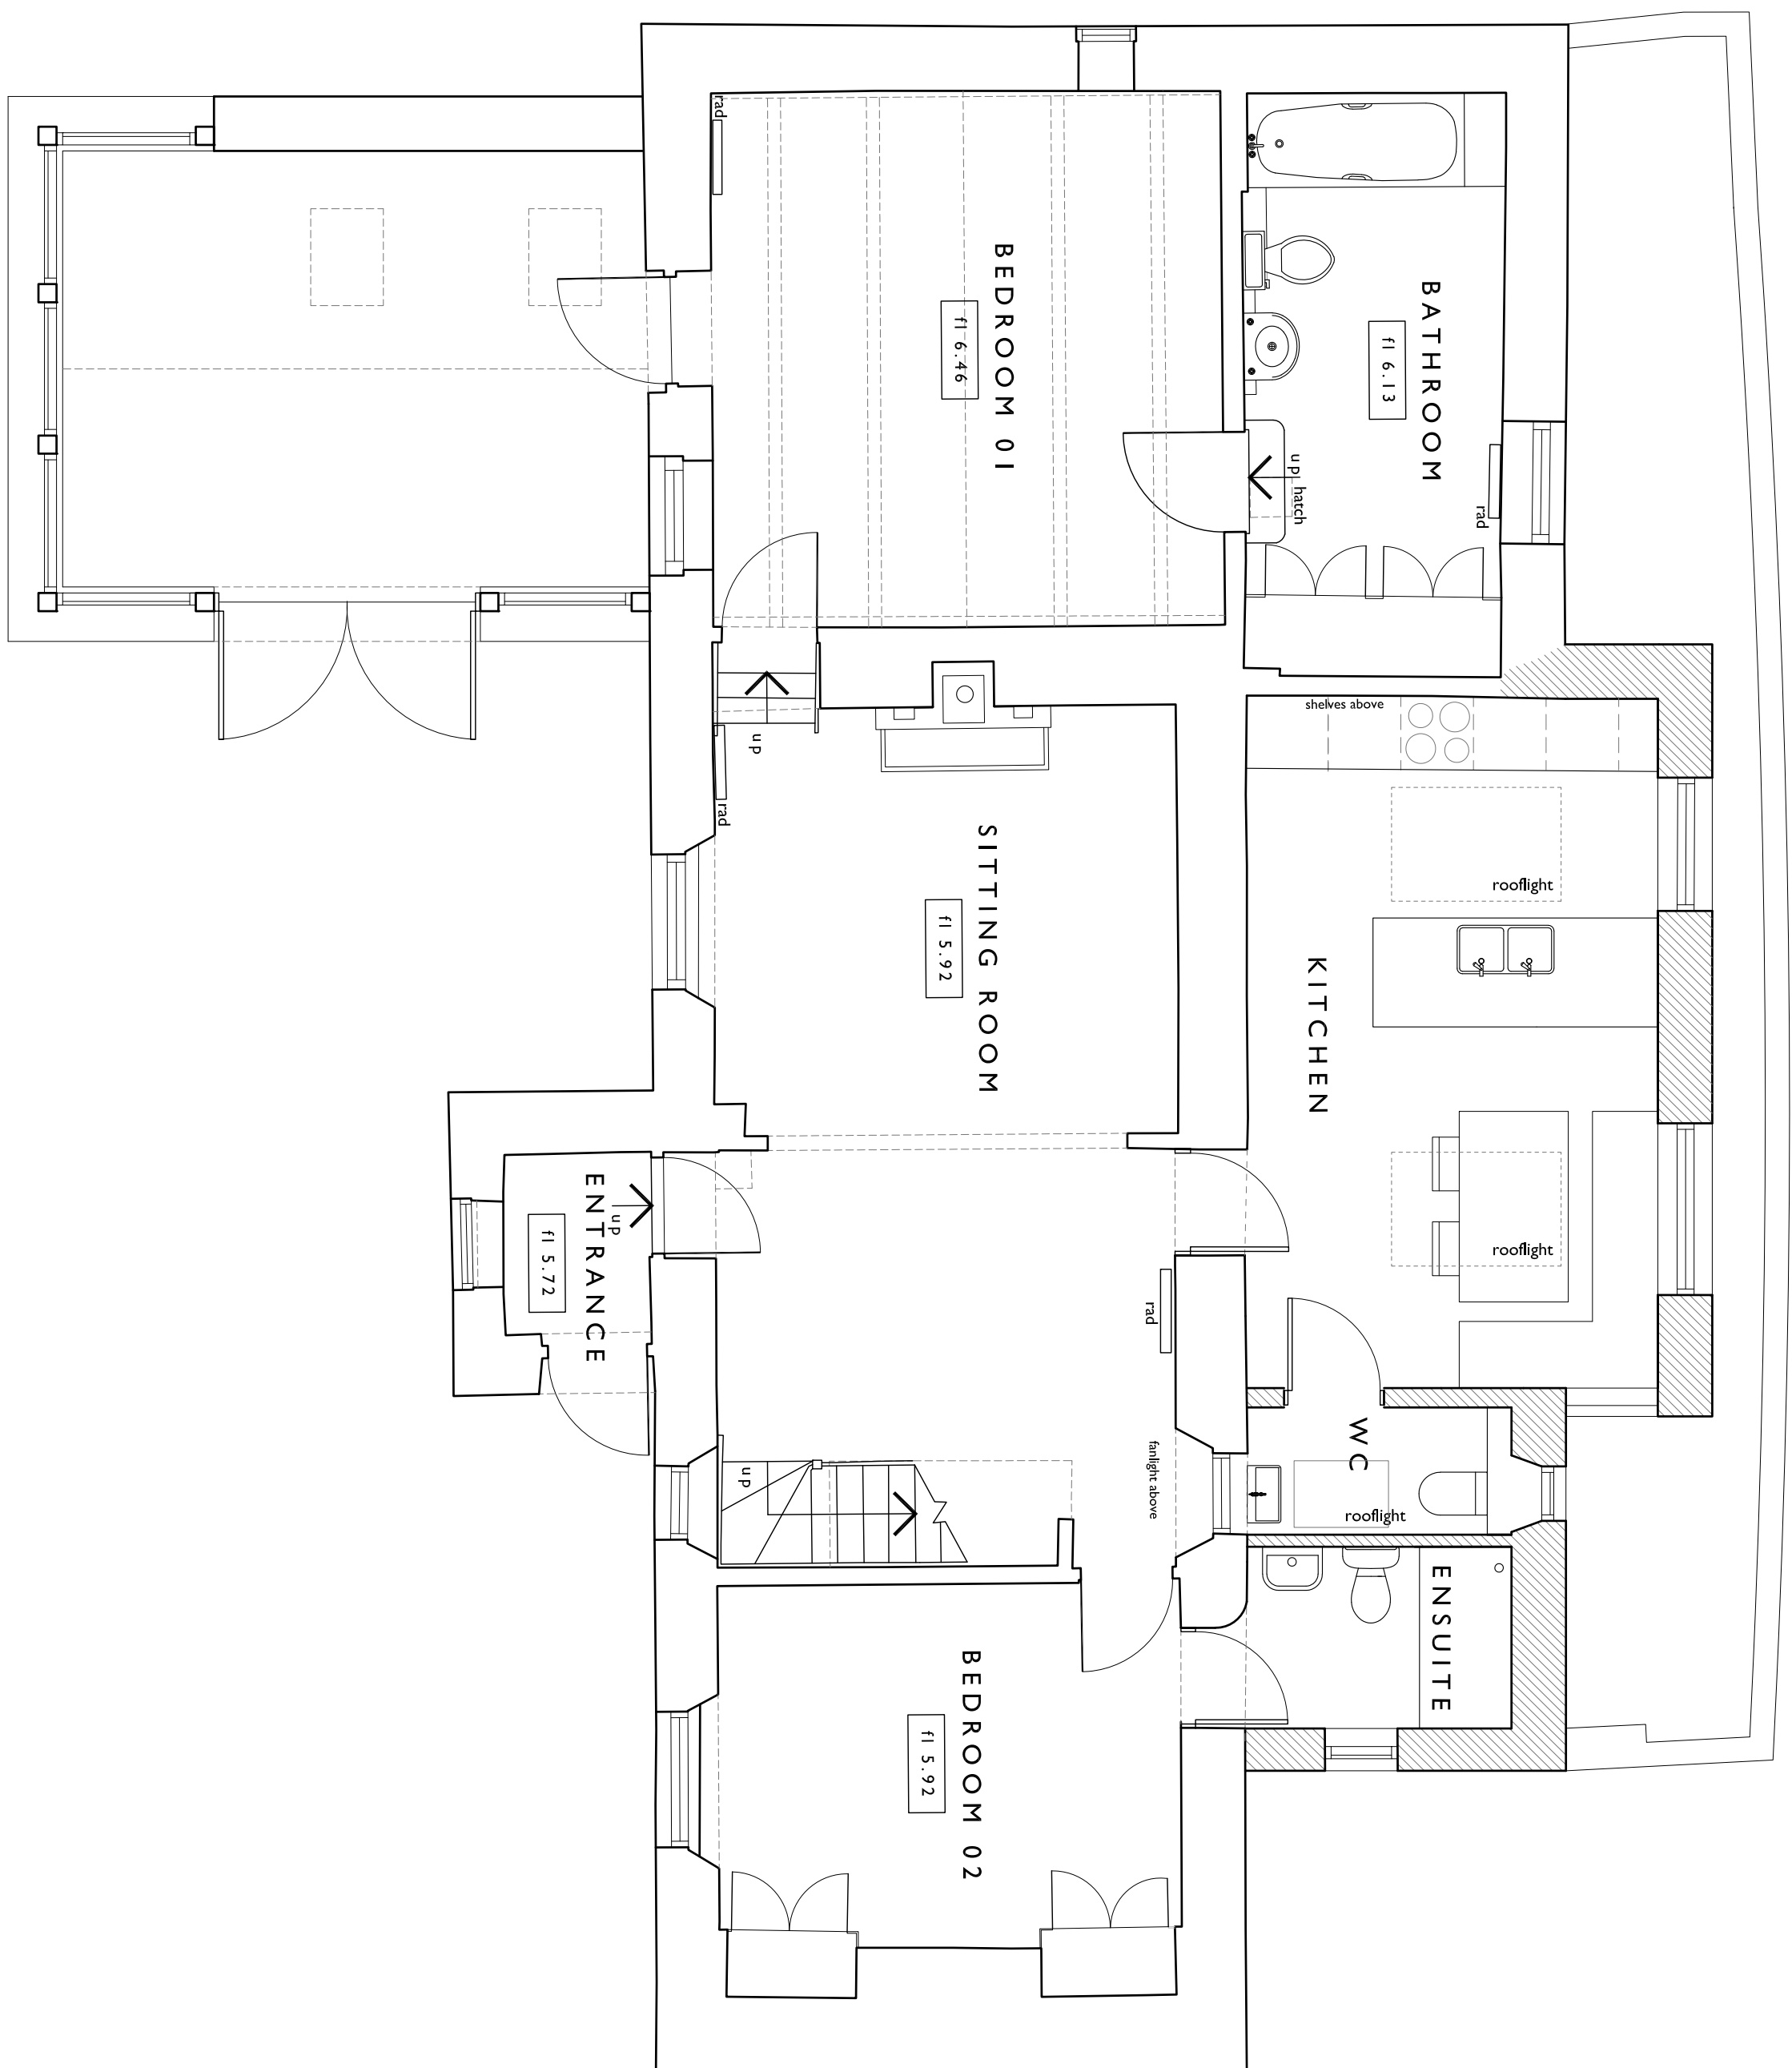 rad
BEDROOM 01
fl 6.46
BATHROOM
fl 6.13
up
hatch
rad
up
rad
shelves above
rooflight
SITTING ROOM
fl 5.92
KITCHEN
rooflight
ENTRANCE
up
fl 5.72
rad
fanlight above
WC
rooflight
up
ENSUITE
BEDROOM 02
fl 5.92